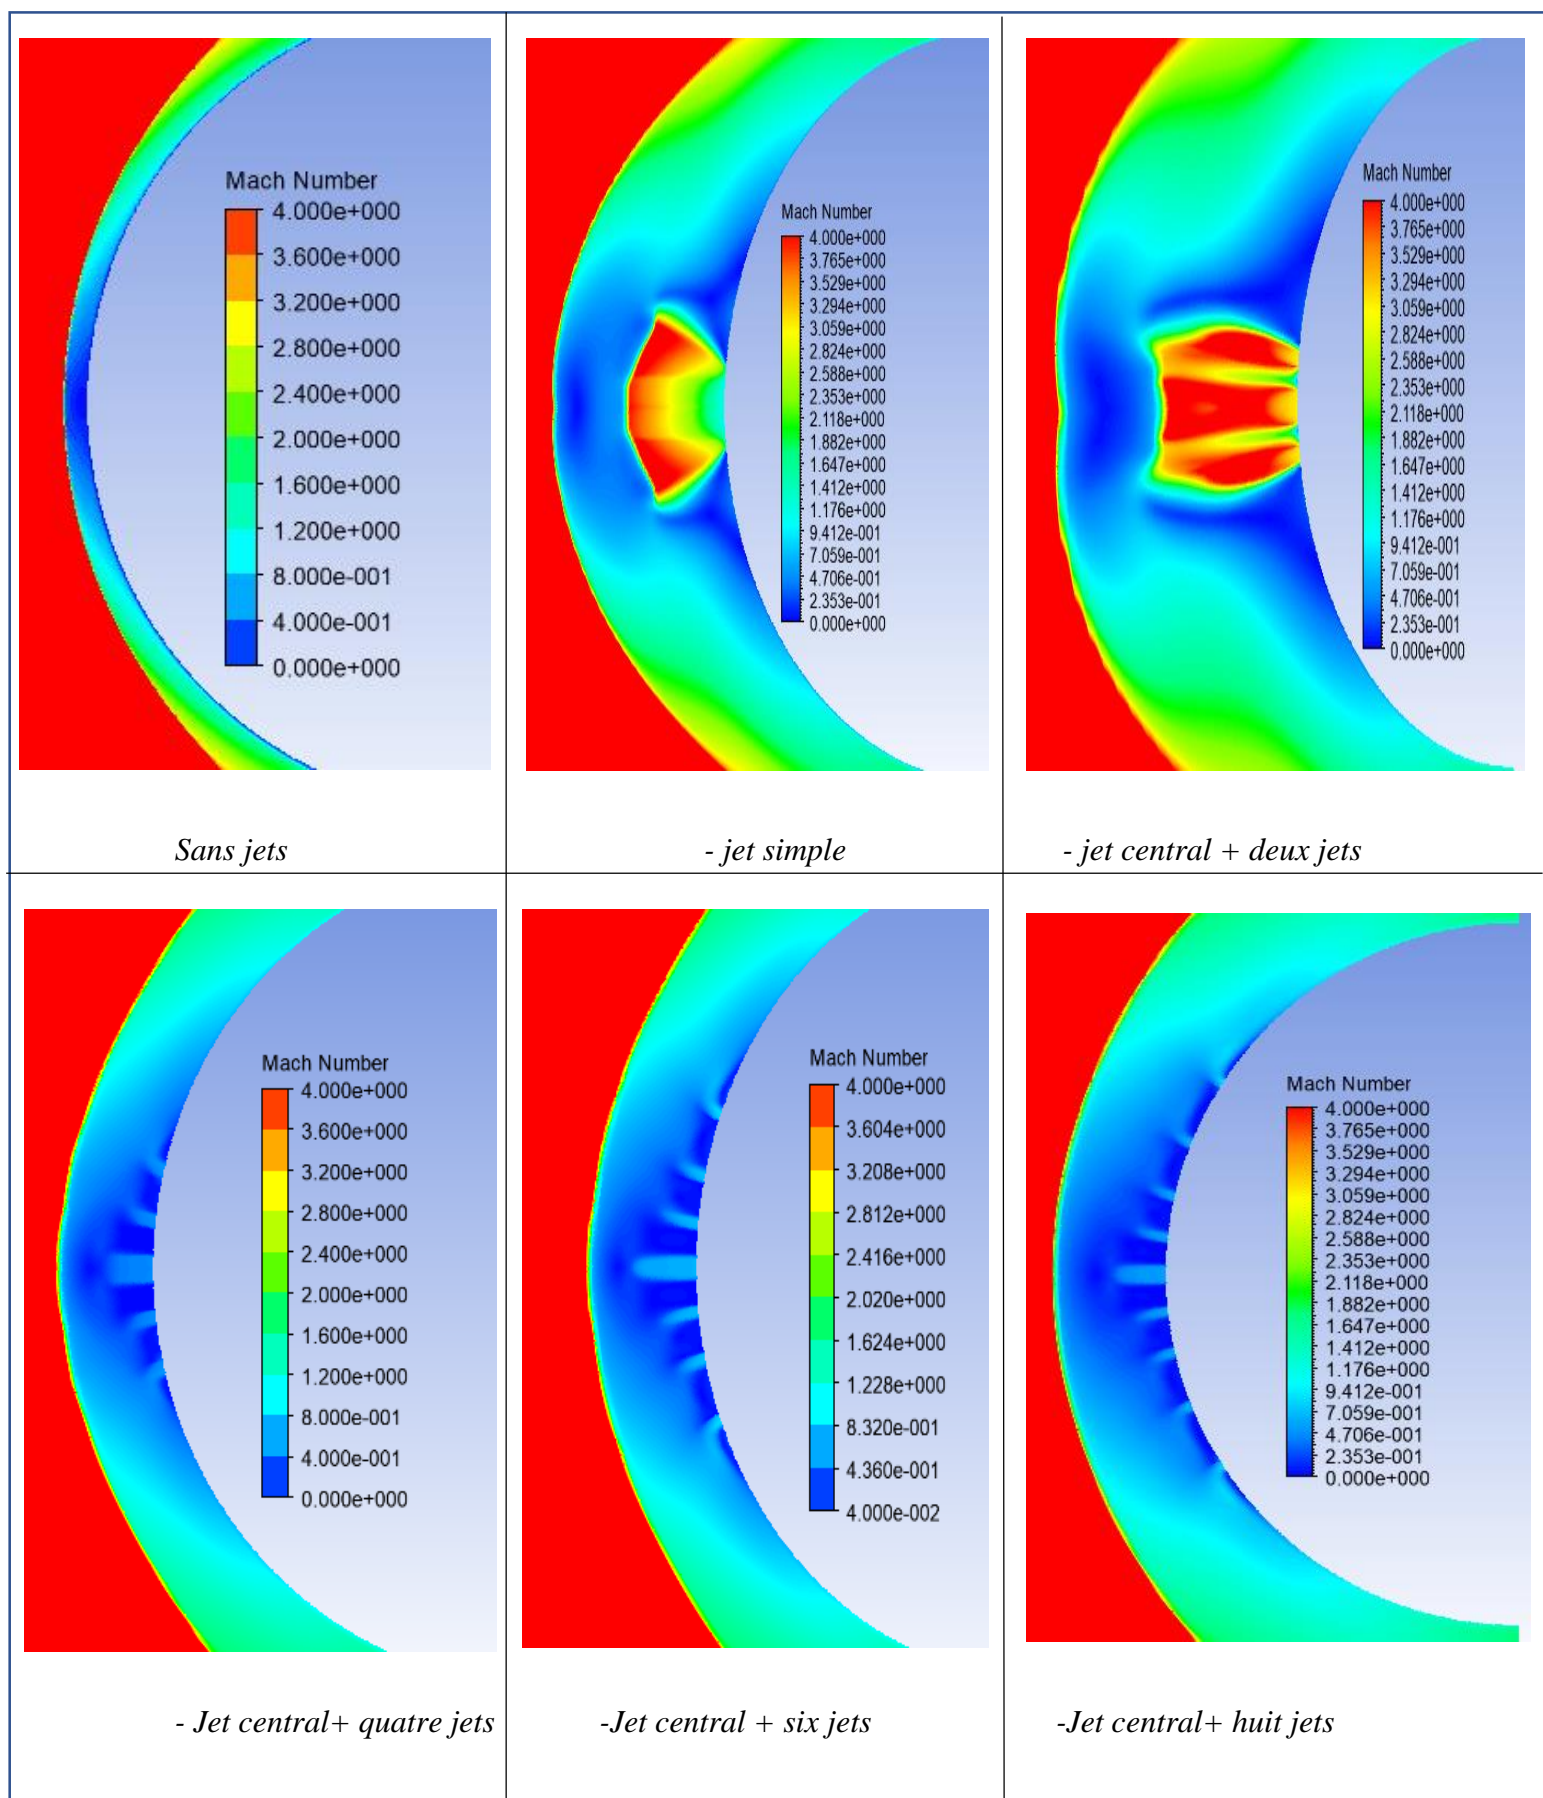 Mach Number
4.000e+000
3.600e+000
3.200e+000
2.800e+000
2.400e+000
2.000e+000
1.600e+000
1.200e+000
8.000e-001
4.000e-001
0.000e+000
Sans jets
Mach Number
4.000e+000
3.765e+000
3.529e+000
3.294e+000
3.059e+000
2.824e+000
2.588e+000
2.353e+000
2.118e+000
1.882e+000
1.647e+000
1.412e+000
1.176e+000
9.412e-001
7.059e-001
4.706e-001
2.353e-001
0.000e+000
- jet simple
Mach Number
4.000e+000
3.765e+000
3.529e+000
3.294e+000
3.059e+000
2.824e+000
2.588e+000
2.353e+000
2.118e+000
1.882e+000
1.647e+000
1.412e+000
1.176e+000
9.412e-001
7.059e-001
4.706e-001
2.353e-001
0.000e+000
- jet central + deux jets
Mach Number
4.000e+000
3.600e+000
3.200e+000
2.800e+000
2.400e+000
2.000e+000
1.600e+000
1.200e+000
8.000e-001
4.000e-001
0.000e+000
- Jet central+ quatre jets
Mach Number
4.000e+000
3.604e+000
3.208e+000
2.812e+000
2.416e+000
2.020e+000
1.624e+000
1.228e+000
8.320e-001
4.360e-001
4.000e-002
-Jet central + six jets
Mach Number
4.000e+000
3.765e+000
3.529e+000
3.294e+000
3.059e+000
2.824e+000
2.588e+000
2.353e+000
2.118e+000
1.882e+000
1.647e+000
1.412e+000
1.176e+000
9.412e-001
7.059e-001
4.706e-001
2.353e-001
0.000e+000
-Jet central+ huit jets